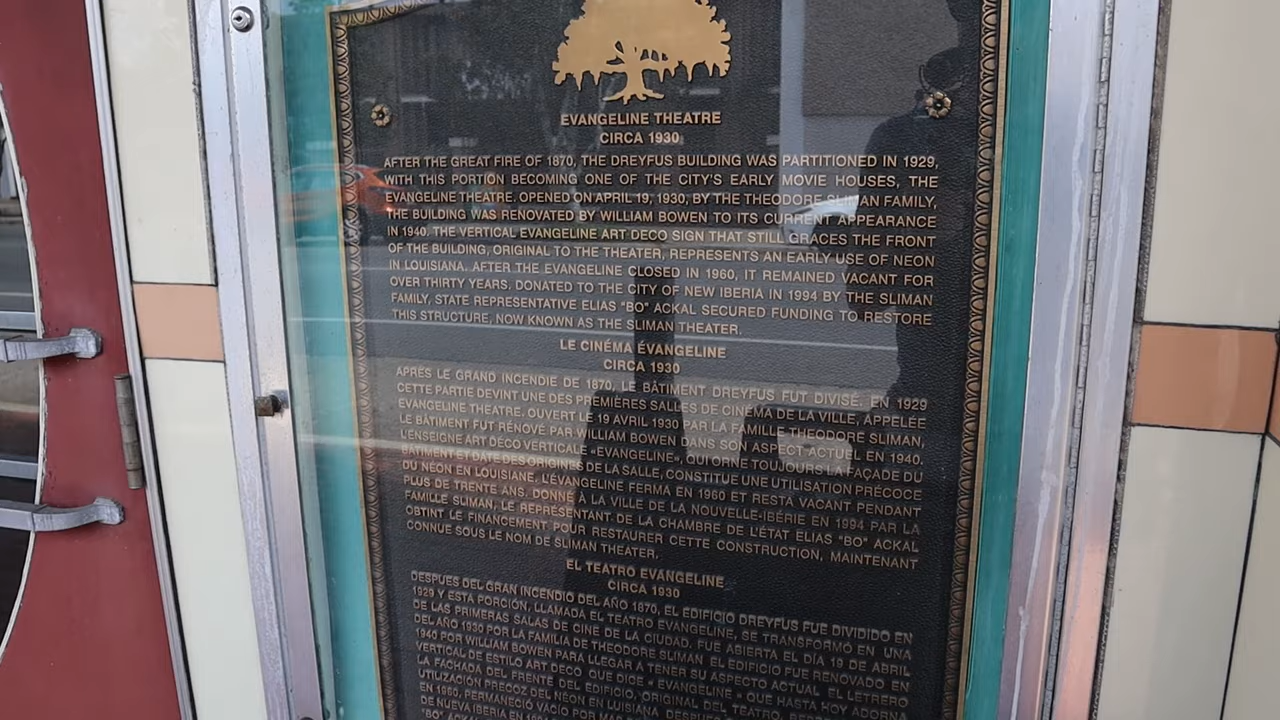 EVANGELINE THEATRE
CIRCA 1930
AFTER THE GREAT FIRE OF 1870, THE DREYFUS BUILDING WAS PARTITIONED IN 1929,
WITH THIS PORTION BECOMING ONE OF THE CITY'S EARLY MOVIE HOUSES, THE
EVANGELINE THEATRE. OPENED ON APRIL 19, 1930, BY THE THEODORE SLIMAN FAMILY,
THE BUILDING WAS RENOVATED BY WILLIAM BOWEN TO ITS CURRENT APPEARANCE
IN 1940. THE VERTICAL EVANGELINE ART DECO SIGN THAT STILL GRACES THE FRONT
OF THE BUILDING, ORIGINAL TO THE THEATER, REPRESENTS AN EARLY USE OF NEON
IN LOUISIANA. AFTER THE EVANGELINE CLOSED IN 1960, IT REMAINED VACANT FOR
OVER THIRTY YEARS. DONATED TO THE CITY OF NEW IBERIA IN 1994 BY THE SLIMAN
FAMILY, STATE REPRESENTATIVE ELIAS "BO" ACKAL SECURED FUNDING TO RESTORE
THIS STRUCTURE, NOW KNOWN AS THE SLIMAN THEATER.
LE CINÉMA ÉVANGELINE
CIRCA 1930
APRÈS LE GRAND INCENDIE DE 1870, LE BÂTIMENT DREYFUS FUT DIVISÉ. EN 1929
CETTE PARTIE DEVINT UNE DES PREMIÈRES SALLES DE CINÉMA DE LA VILLE, APPELÉE
EVANGELINE THEATRE. OUVERT LE 19 AVRIL 1930 PAR LA FAMILLE THEODORE SLIMAN,
LE BÂTIMENT FUT RÉNOVÉ PAR WILLIAM BOWEN DANS SON ASPECT ACTUEL EN 1940.
L'ENSEIGNE ART DÉCO VERTICALE «EVANGELINE», QUI ORNE TOUJOURS LA FAÇADE DU
BÂTIMENT ET DATE DES ORIGINES DE LA SALLE, CONSTITUE UNE UTILISATION PRÉCOCE
DU NÉON EN LOUISIANE. L'ÉVANGELINE FERMA EN 1960 ET RESTA VACANT PENDANT
PLUS DE TRENTE ANS. DONNÉ À LA VILLE DE LA NOUVELLE-IBÉRIE EN 1994 PAR LA
FAMILLE SLIMAN, LE REPRÉSENTANT DE LA CHAMBRE DE L'ÉTAT ELIAS "BO" ACKAL
OBTINT LE FINANCEMENT POUR RESTAURER CETTE CONSTRUCTION, MAINTENANT
CONNUE SOUS LE NOM DE SLIMAN THEATER.
EL TEATRO EVANGELINE
CIRCA 1930
DESPUES DEL GRAN INCENDIO DEL AÑO 1870, EL EDIFICIO DREYFUS FUE DIVIDIDO EN
1929 Y ESTA PORCIÓN, LLAMADA EL TEATRO EVANGELINE, SE TRANSFORMÓ EN UNA
DE LAS PRIMERAS SALAS DE CINE DE LA CIUDAD. FUE ABIERTA EL DÍA 19 DE ABRIL
DEL AÑO 1930 POR LA FAMILIA DE THEODORE SLIMAN EL EDIFICIO FUE RENOVADO EN
1940 POR WILLIAM BOWEN PARA LLEGAR A TENER SU ASPECTO ACTUAL EL LETRERO
VERTICAL DE ESTILO ART DECO QUE DICE « EVANGELINE » QUE HASTA HOY ADORNA
LA FACHADA DEL FRENTE DEL EDIFICIO, ORIGINAL DEL TEATRO,
UTILIZACIÓN PRECOZ DEL NÉON EN LUISIANA
EN 1960, PERMANECIÓ VACIO POR
DE NUEVA IBERIA EN
"BO"